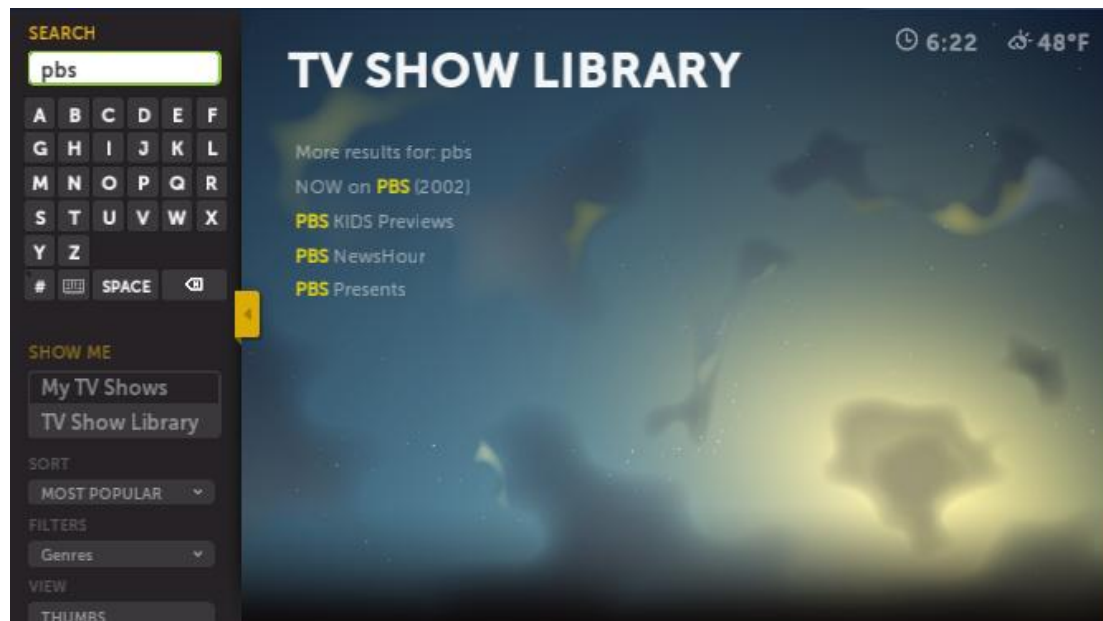 SEARCH
pbs
A B C D E F
G H I J K L
M N O P Q R
S T U V W X
Y Z
# SPACE
SHOW ME
My TV Shows
TV Show Library
SORT
MOST POPULAR
FILTERS
Genres
VIEW
THUMBS
6:22 48°F
TV SHOW LIBRARY
More results for: pbs
NOW on PBS (2002)
PBS KIDS Previews
PBS NewsHour
PBS Presents